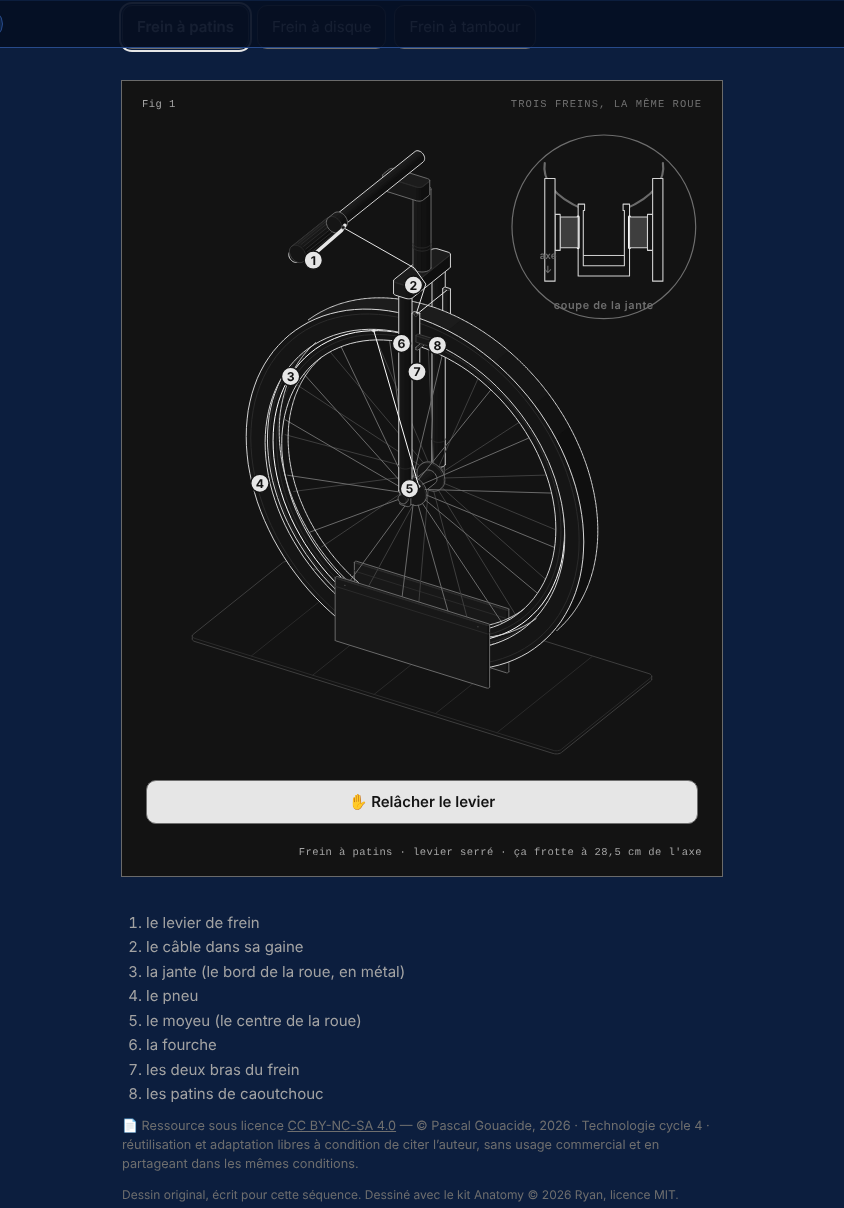 Frein à patins
Frein à disque
Frein à tambour
Fig 1
TROIS FREINS, LA MÊME ROUE
axe
coupe de la jante
1
2
6
8
7
3
4
5
✋ Relâcher le levier
Frein à patins · levier serré · ça frotte à 28,5 cm de l'axe
1. le levier de frein
2. le câble dans sa gaine
3. la jante (le bord de la roue, en métal)
4. le pneu
5. le moyeu (le centre de la roue)
6. la fourche
7. les deux bras du frein
8. les patins de caoutchouc
📄 Ressource sous licence CC BY-NC-SA 4.0 — © Pascal Gouacide, 2026 · Technologie cycle 4 ·
réutilisation et adaptation libres à condition de citer l’auteur, sans usage commercial et en
partageant dans les mêmes conditions.
Dessin original, écrit pour cette séquence. Dessiné avec le kit Anatomy © 2026 Ryan, licence MIT.